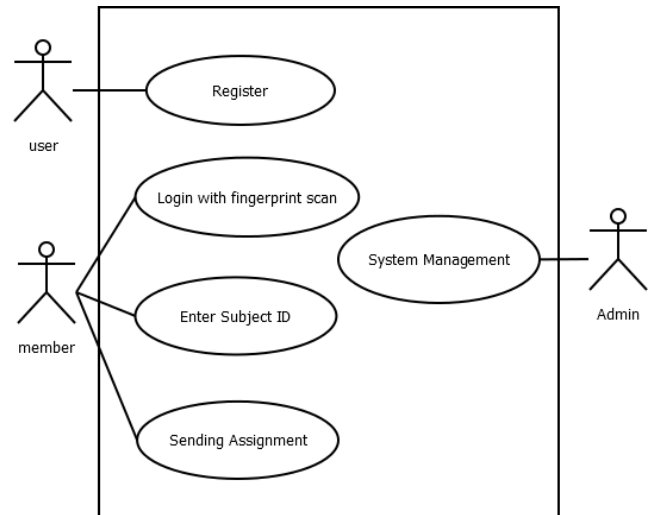 Register
user
Login with fingerprint scan
System Management
Admin
Enter Subject ID
member
Sending Assignment